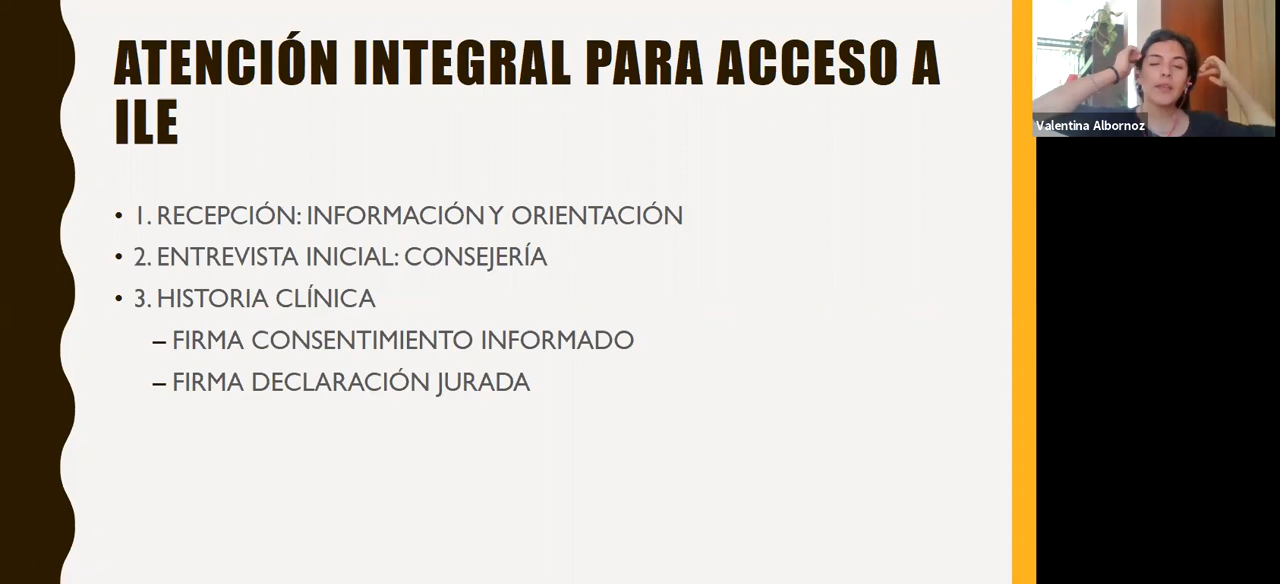 ATENCIÓN INTEGRAL PARA ACCESO A
ILE
• 1. RECEPCIÓN: INFORMACIÓN Y ORIENTACIÓN
• 2. ENTREVISTA INICIAL: CONSEJERÍA
• 3. HISTORIA CLÍNICA
– FIRMA CONSENTIMIENTO INFORMADO
– FIRMA DECLARACIÓN JURADA
Valentina Albornoz